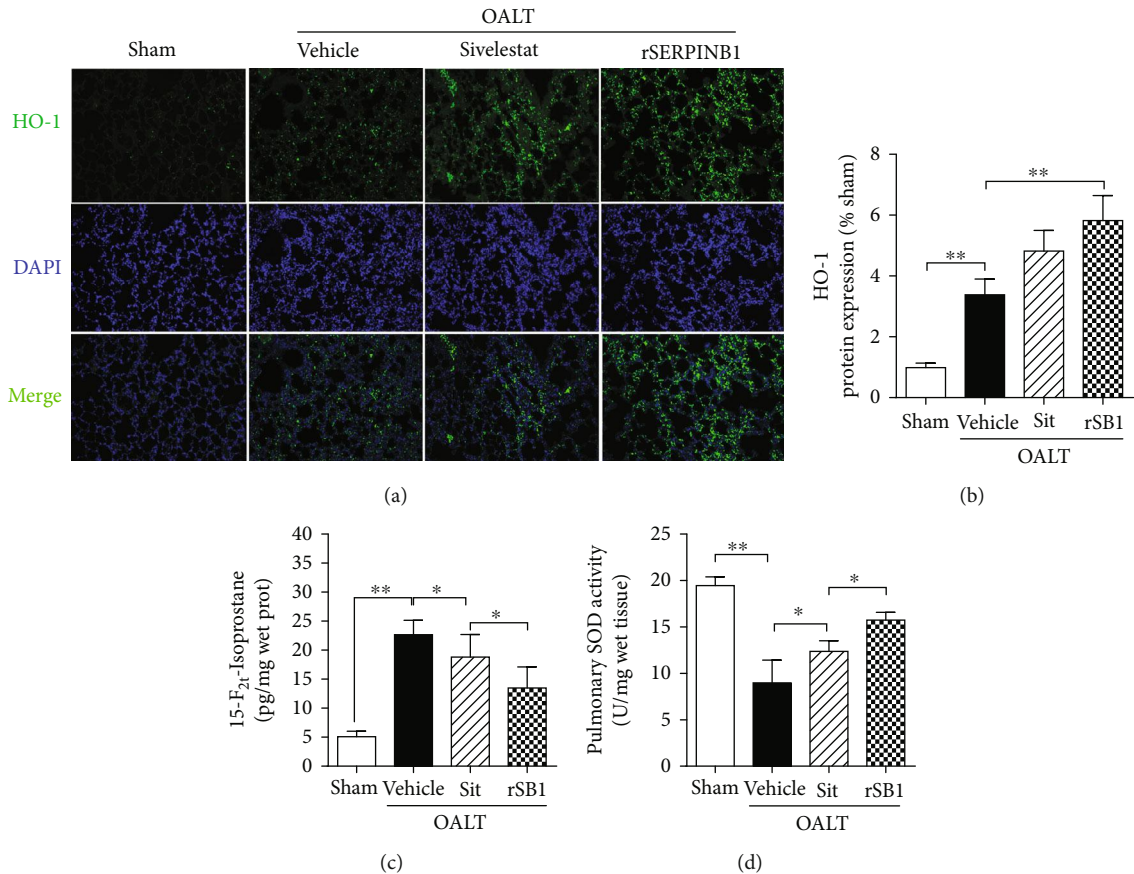 OALT
Sham Vehicle Sivelestat rSERPINB1
HO-1
DAPI
Merge
(a)
HO-1
protein expression (% sham)
8
6
4
2
0
**
**
Sham Vehicle Sit rSB1
OALT
(b)
15-F2t-Isoprostane
(pg/mg wet prot)
40
35
30
25
20
15
10
5
0
** * *
Sham Vehicle Sit rSB1
OALT
(c)
Pulmonary SOD activity
(U/mg wet tissue)
25
20
15
10
5
0
** * *
Sham Vehicle Sit rSB1
OALT
(d)